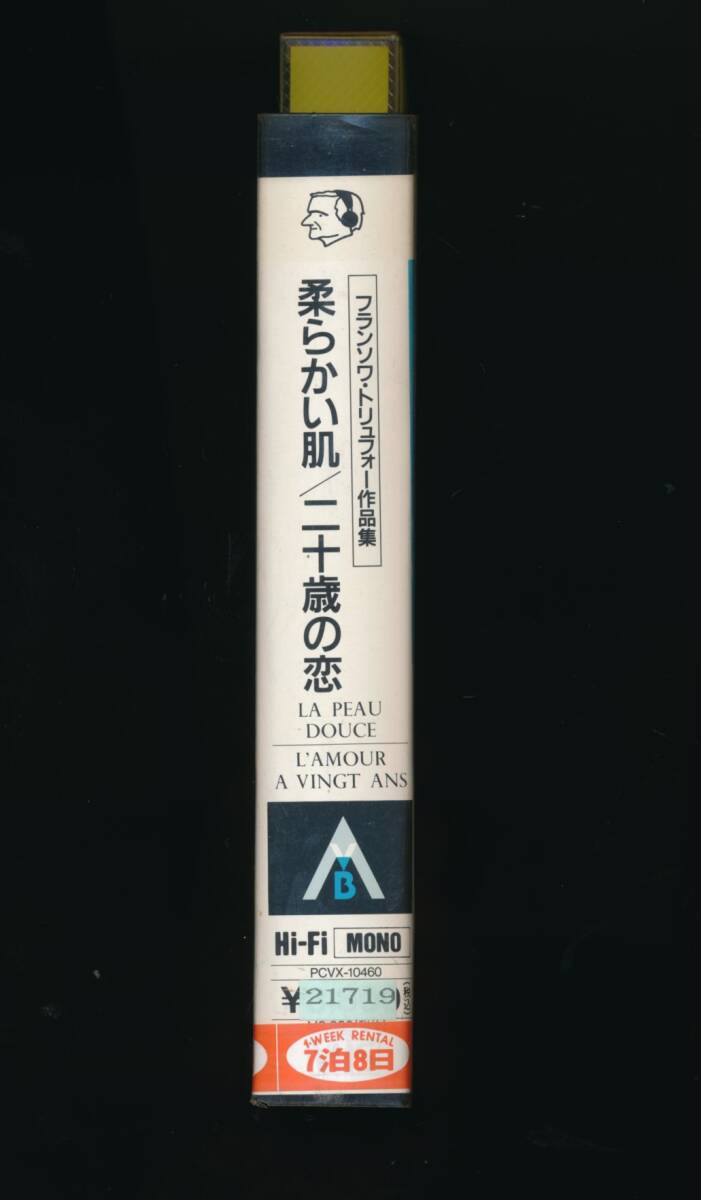 フランソワ・トリュフォー作品集
柔らかい肌／二十歳の恋
LA PEAU
DOUCE
L'AMOUR
A VINGT ANS
VB
Hi-Fi MONO
PCVX-10460
¥21719
1-WEEK RENTAL
7泊8日